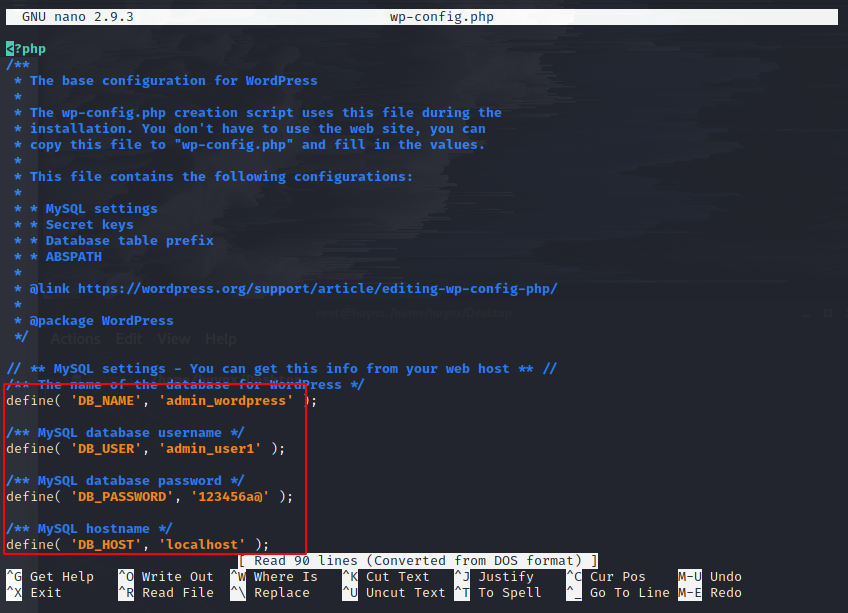 GNU nano 2.9.3 wp-config.php
<?php
/**
* The base configuration for WordPress
*
* The wp-config.php creation script uses this file during the
* installation. You don't have to use the web site, you can
* copy this file to "wp-config.php" and fill in the values.
*
* This file contains the following configurations:
*
* * MySQL settings
* * Secret keys
* * Database table prefix
* * ABSPATH
*
* @link https://wordpress.org/support/article/editing-wp-config-php/
*
* @package WordPress
*/
Actions Edit View Help
// ** MySQL settings - You can get this info from your web host ** //
/** The name of the database for WordPress */
define( 'DB_NAME', 'admin_wordpress' );
/** MySQL database username */
define( 'DB_USER', 'admin_user1' );
/** MySQL database password */
define( 'DB_PASSWORD', '123456a@' );
/** MySQL hostname */
define( 'DB_HOST', 'localhost' );
[ Read 90 lines (Converted from DOS format) ]
^G Get Help ^O Write Out ^W Where Is ^K Cut Text ^J Justify ^C Cur Pos M-U Undo
^X Exit ^R Read File ^\ Replace ^U Uncut Text ^T To Spell ^_ Go To Line M-E Redo